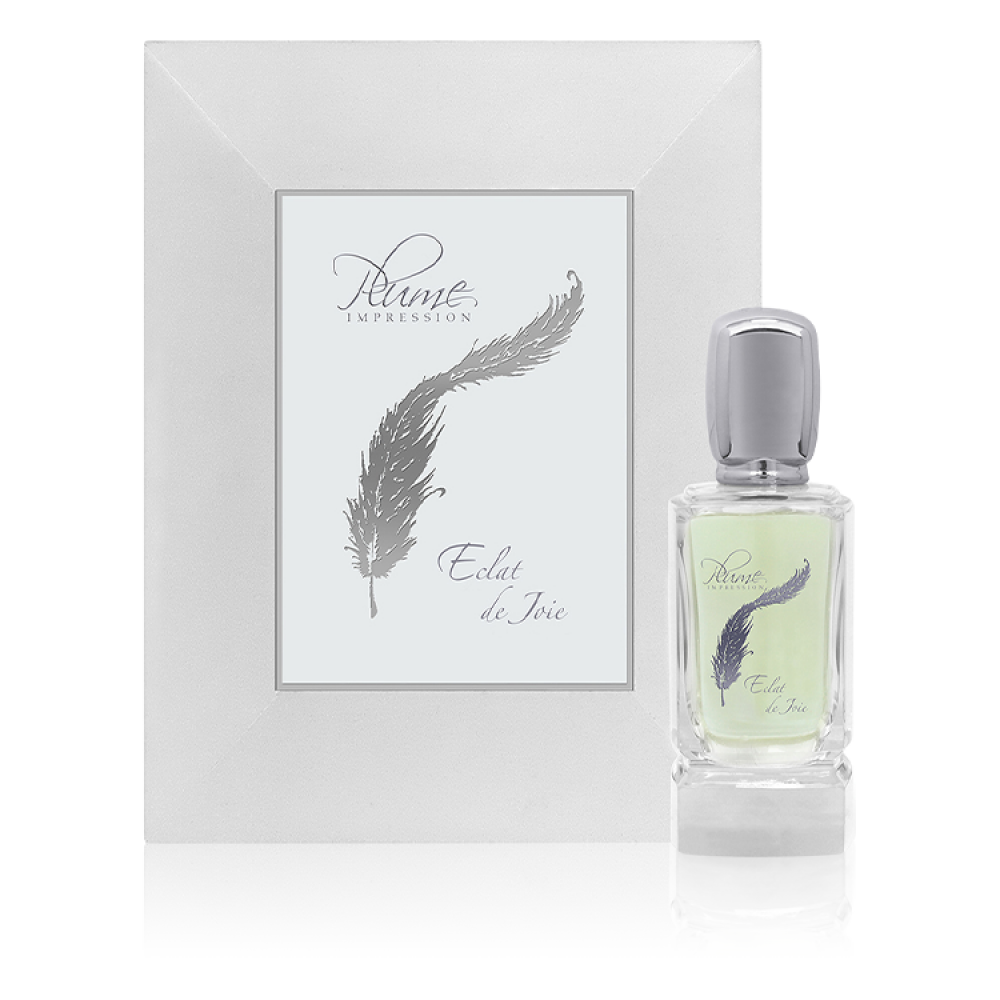 Plume
IMPRESSION
Eclat
de Joie
Plume
IMPRESSION
Eclat
de Joie